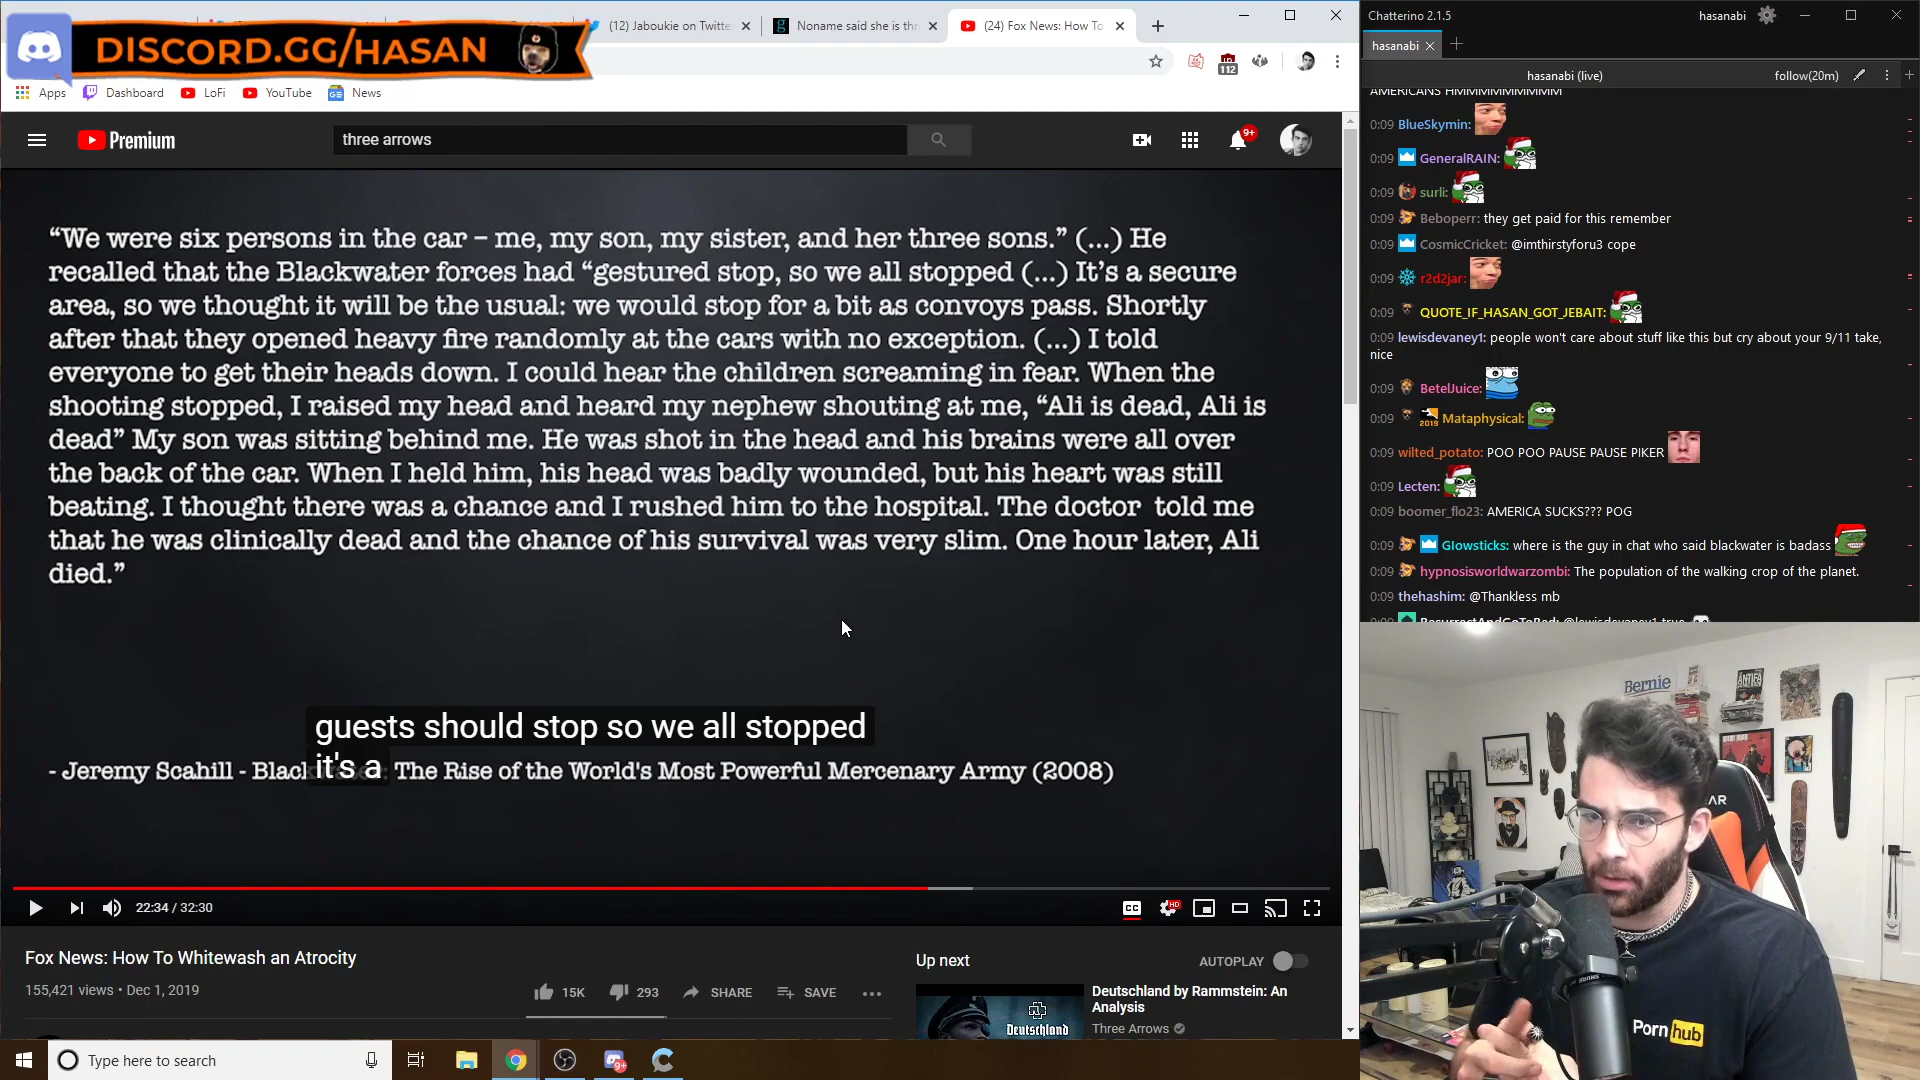 DISCORD.GG/HASAN
(12) Jaboukie on Twitte
Noname said she is thr
(24) Fox News: How To
112
Apps
Dashboard
LoFi
YouTube
News
Premium
three arrows
9+
“We were six persons in the car – me, my son, my sister, and her three sons.” (...) He
recalled that the Blackwater forces had “gestured stop, so we all stopped (...) It’s a secure
area, so we thought it will be the usual: we would stop for a bit as convoys pass. Shortly
after that they opened heavy fire randomly at the cars with no exception. (...) I told
everyone to get their heads down. I could hear the children screaming in fear. When the
shooting stopped, I raised my head and heard my nephew shouting at me, “Ali is dead, Ali is
dead” My son was sitting behind me. He was shot in the head and his brains were all over
the back of the car. When I held him, his head was badly wounded, but his heart was still
beating. I thought there was a chance and I rushed him to the hospital. The doctor told me
that he was clinically dead and the chance of his survival was very slim. One hour later, Ali
died.”
guests should stop so we all stopped
it's a
- Jeremy Scahill - Black The Rise of the World's Most Powerful Mercenary Army (2008)
22:34 / 32:30
CC
HD
Fox News: How To Whitewash an Atrocity
155,421 views • Dec 1, 2019
15K
293
SHARE
SAVE
Up next
AUTOPLAY
Deutschland by Rammstein: An
Analysis
Three Arrows
Deutschland
Type here to search
9+
Chatterino 2.1.5
hasanabi
hasanabi
hasanabi (live)
follow(20m)
AMERICANS HMMMMMMMMMM
0:09 BlueSkymin:
0:09 GeneralRAIN:
0:09 surli:
0:09 Beboperr: they get paid for this remember
0:09 CosmicCricket: @imthirstyforu3 cope
0:09 r2d2jar:
0:09 QUOTE_IF_HASAN_GOT_JEBAIT:
0:09 lewisdevaney1: people won't care about stuff like this but cry about your 9/11 take,
nice
0:09 BetelJuice:
0:09 2019 Mataphysical:
0:09 wilted_potato: POO POO PAUSE PAUSE PIKER
0:09 Lecten:
0:09 boomer_flo23: AMERICA SUCKS??? POG
0:09 Glowsticks: where is the guy in chat who said blackwater is badass
0:09 hypnosisworldwarzombi: The population of the walking crop of the planet.
0:09 thehashim: @Thankless mb
0:09 ResurrectAndGoToBed: @lewisdevaney1 true
Bernie
ANTIFA
SHURE
Porn hub